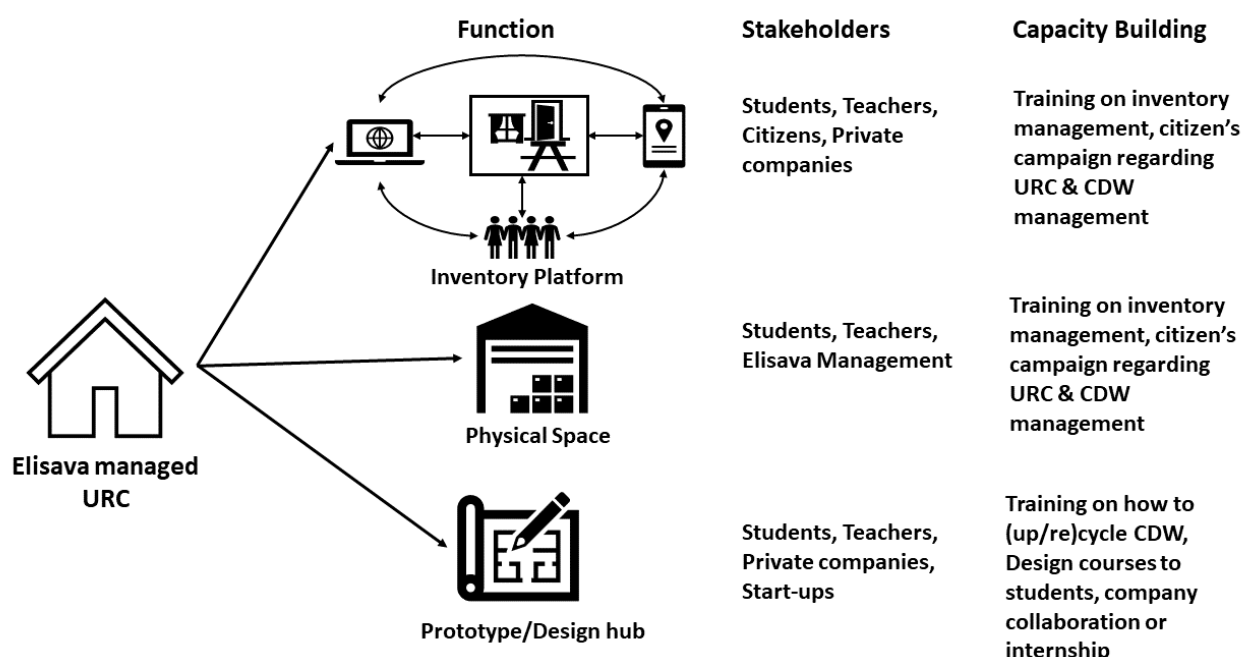 Function
Stakeholders
Capacity Building
Students, Teachers,
Citizens, Private
companies
Training on inventory
management, citizen's
campaign regarding
URC & CDW
management
Inventory Platform
Students, Teachers,
Elisava Management
Training on inventory
management, citizen's
campaign regarding
URC & CDW
management
Physical Space
Elisava managed
URC
Students, Teachers,
Private companies,
Start-ups
Training on how to
(up/re)cycle CDW,
Design courses to
students, company
collaboration or
internship
Prototype/Design hub